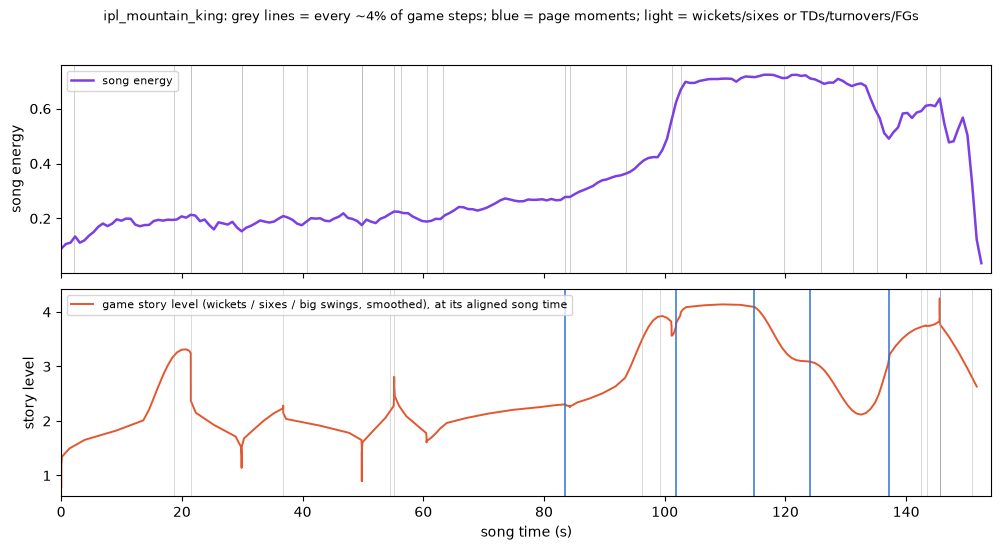 ipl_mountain_king: grey lines = every ~4% of game steps; blue = page moments; light = wickets/sixes or TDs/turnovers/FGs
song energy
song energy
0.6
0.4
0.2
game story level (wickets / sixes / big swings, smoothed), at its aligned song time
story level
4
3
2
1
0 20 40 60 80 100 120 140
song time (s)